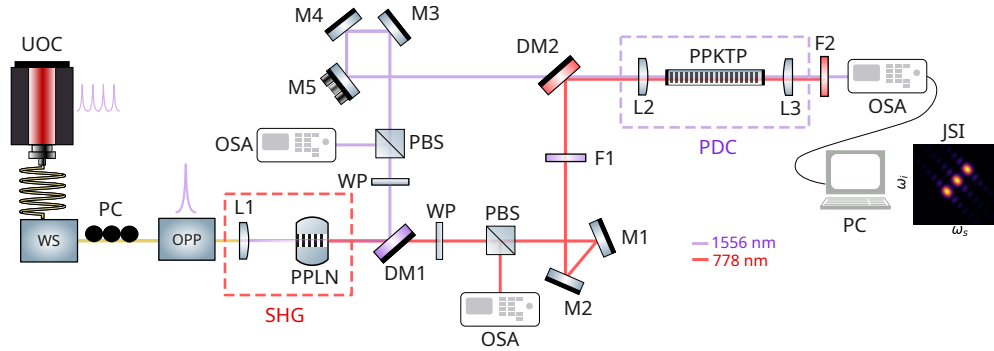 M4
M3
UOC
DM2
PPKTP
F2
M5
L2
L3
OSA
OSA
PBS
JSI
PDC
F1
WP
ωi
PC
L1
WP
PBS
WS
OPP
M1
PC
ωs
PPLN
DM1
1556 nm
778 nm
M2
SHG
OSA